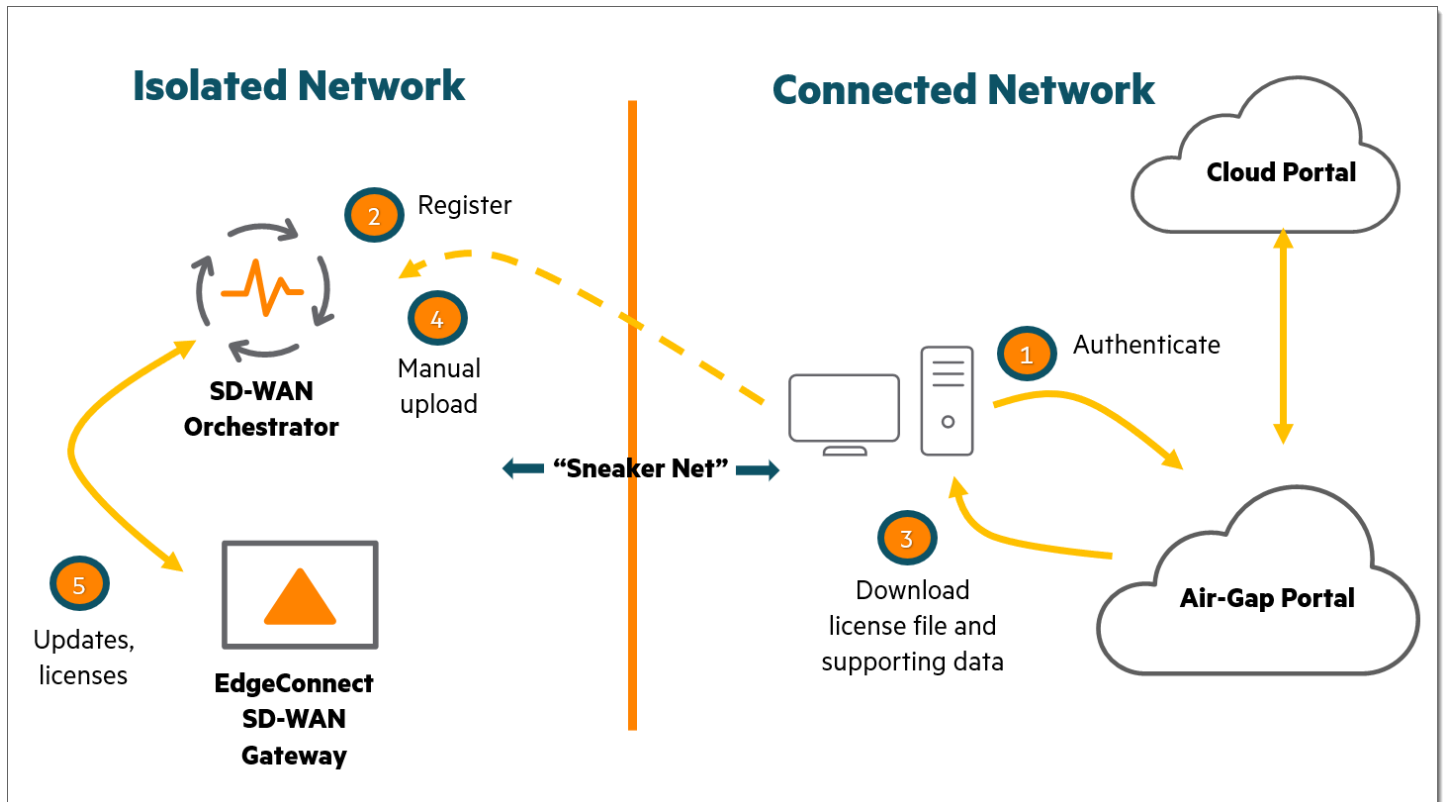 Isolated Network
Connected Network
Cloud Portal
2
Register
4
Manual
upload
1
Authenticate
SD-WAN
Orchestrator
“Sneaker Net”
3
Download
license file and
supporting data
Air-Gap Portal
5
Updates,
licenses
EdgeConnect
SD-WAN
Gateway